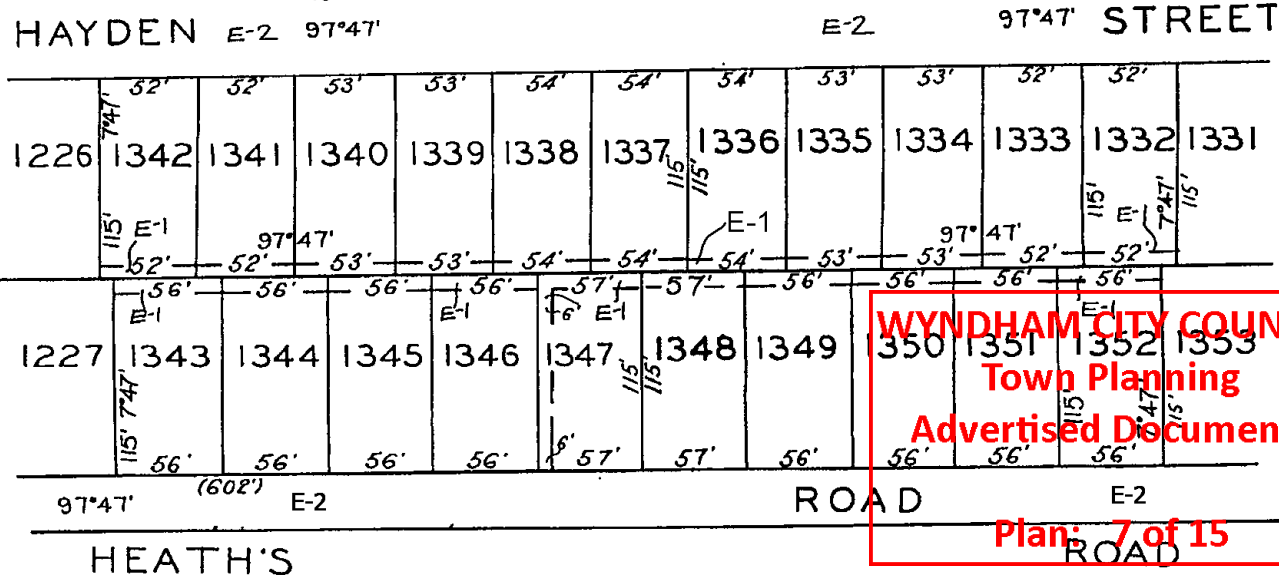 HAYDEN E-2 97°47' E-2 97°47' STREET
52' 52' 53' 53' 54' 54' 54' 53' 53' 52' 52'
7°47'
1226 1342 1341 1340 1339 1338 1337 1336 1335 1334 1333 1332 1331
115' 115' 115' 115' 7°47' 115'
E-1 97°47' E-1 97°47' E-
52' 52' 53' 53' 54' 54' 54' 53' 53' 52' 52'
56' 56' 56' 56' 57' 57' 56' 56' 56' 56'
E-1 E-1 6' E-1 E-1
WYNDHAM CITY COUN
1227 1343 1344 1345 1346 1347 1348 1349 1350 1351 1352 1353
Town Planning
115' 7°47' 115' 115' 115' 7°47' 115'
Advertised Documen
6'
56' 56' 56' 56' 57' 57' 56' 56' 56' 56'
97°47' (602') E-2 ROAD E-2
Plan: 7 of 15
HEATH'S ROAD